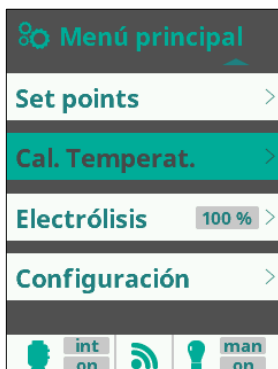 Menú principal
Set points
Cal. Temperat.
Electrólisis 100 %
Configuración
int man
on on